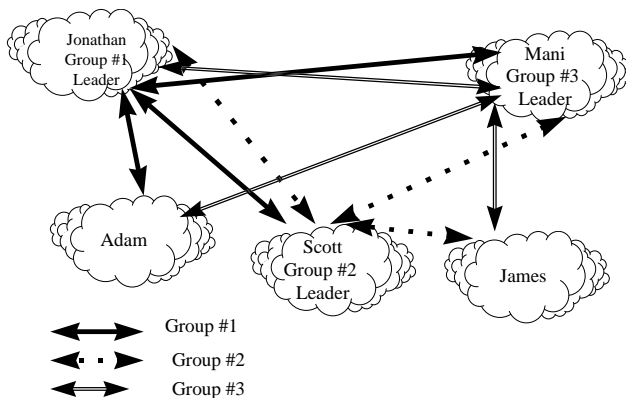 Jonathan
Group #1
Leader
Mani
Group #3
Leader
Adam
Scott
Group #2
Leader
James
Group #1
Group #2
Group #3